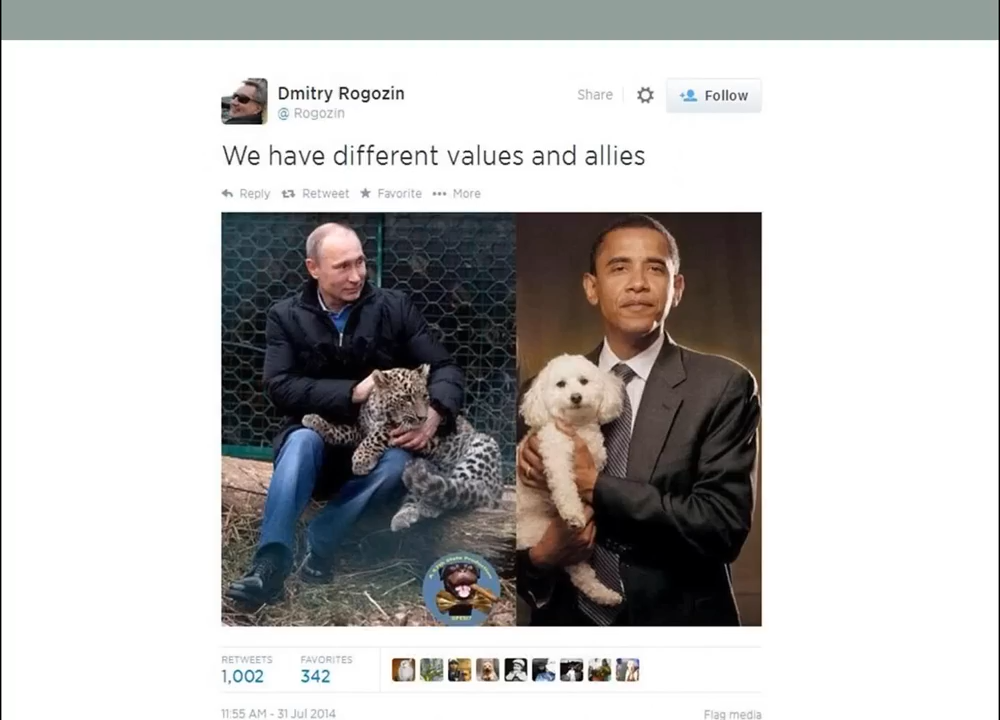 Dmitry Rogozin
@ Rogozin
Share
Follow
We have different values and allies
Reply Retweet Favorite More
RETWEETS FAVORITES
1,002 342
11:55 AM - 31 Jul 2014
Flag media